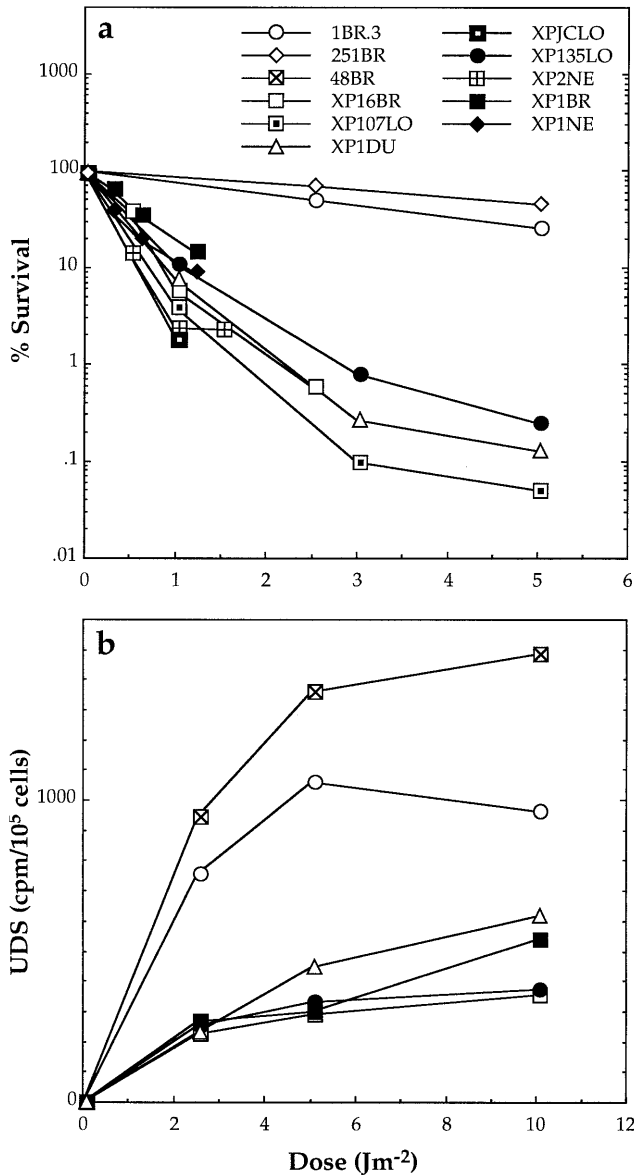 a
1BR.3
251BR
48BR
XP16BR
XP107LO
XP1DU
XPJCLO
XP135LO
XP2NE
XP1BR
XP1NE
1000
100
10
1
.1
.01
% Survival
0 1 2 3 4 5 6
b
1000
0
UDS (cpm/10⁵ cells)
0 2 4 6 8 10 12
Dose (Jm⁻²)